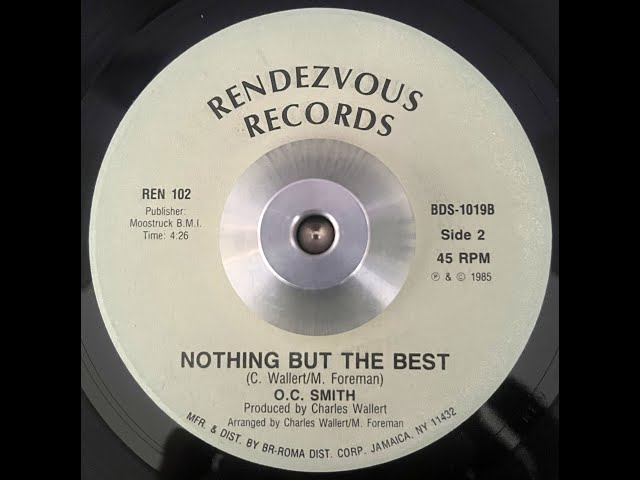 RENDEZVOUS
RECORDS
REN 102
Publisher:
Moostruck B.M.I.
Time: 4:26
BDS-1019B
Side 2
45 RPM
℗ & © 1985
NOTHING BUT THE BEST
(C. Wallert/M. Foreman)
O.C. SMITH
Produced by Charles Wallert
Arranged by Charles Wallert/M. Foreman
MFR. & DIST. BY BR-ROMA DIST. CORP. JAMAICA, NY 11432